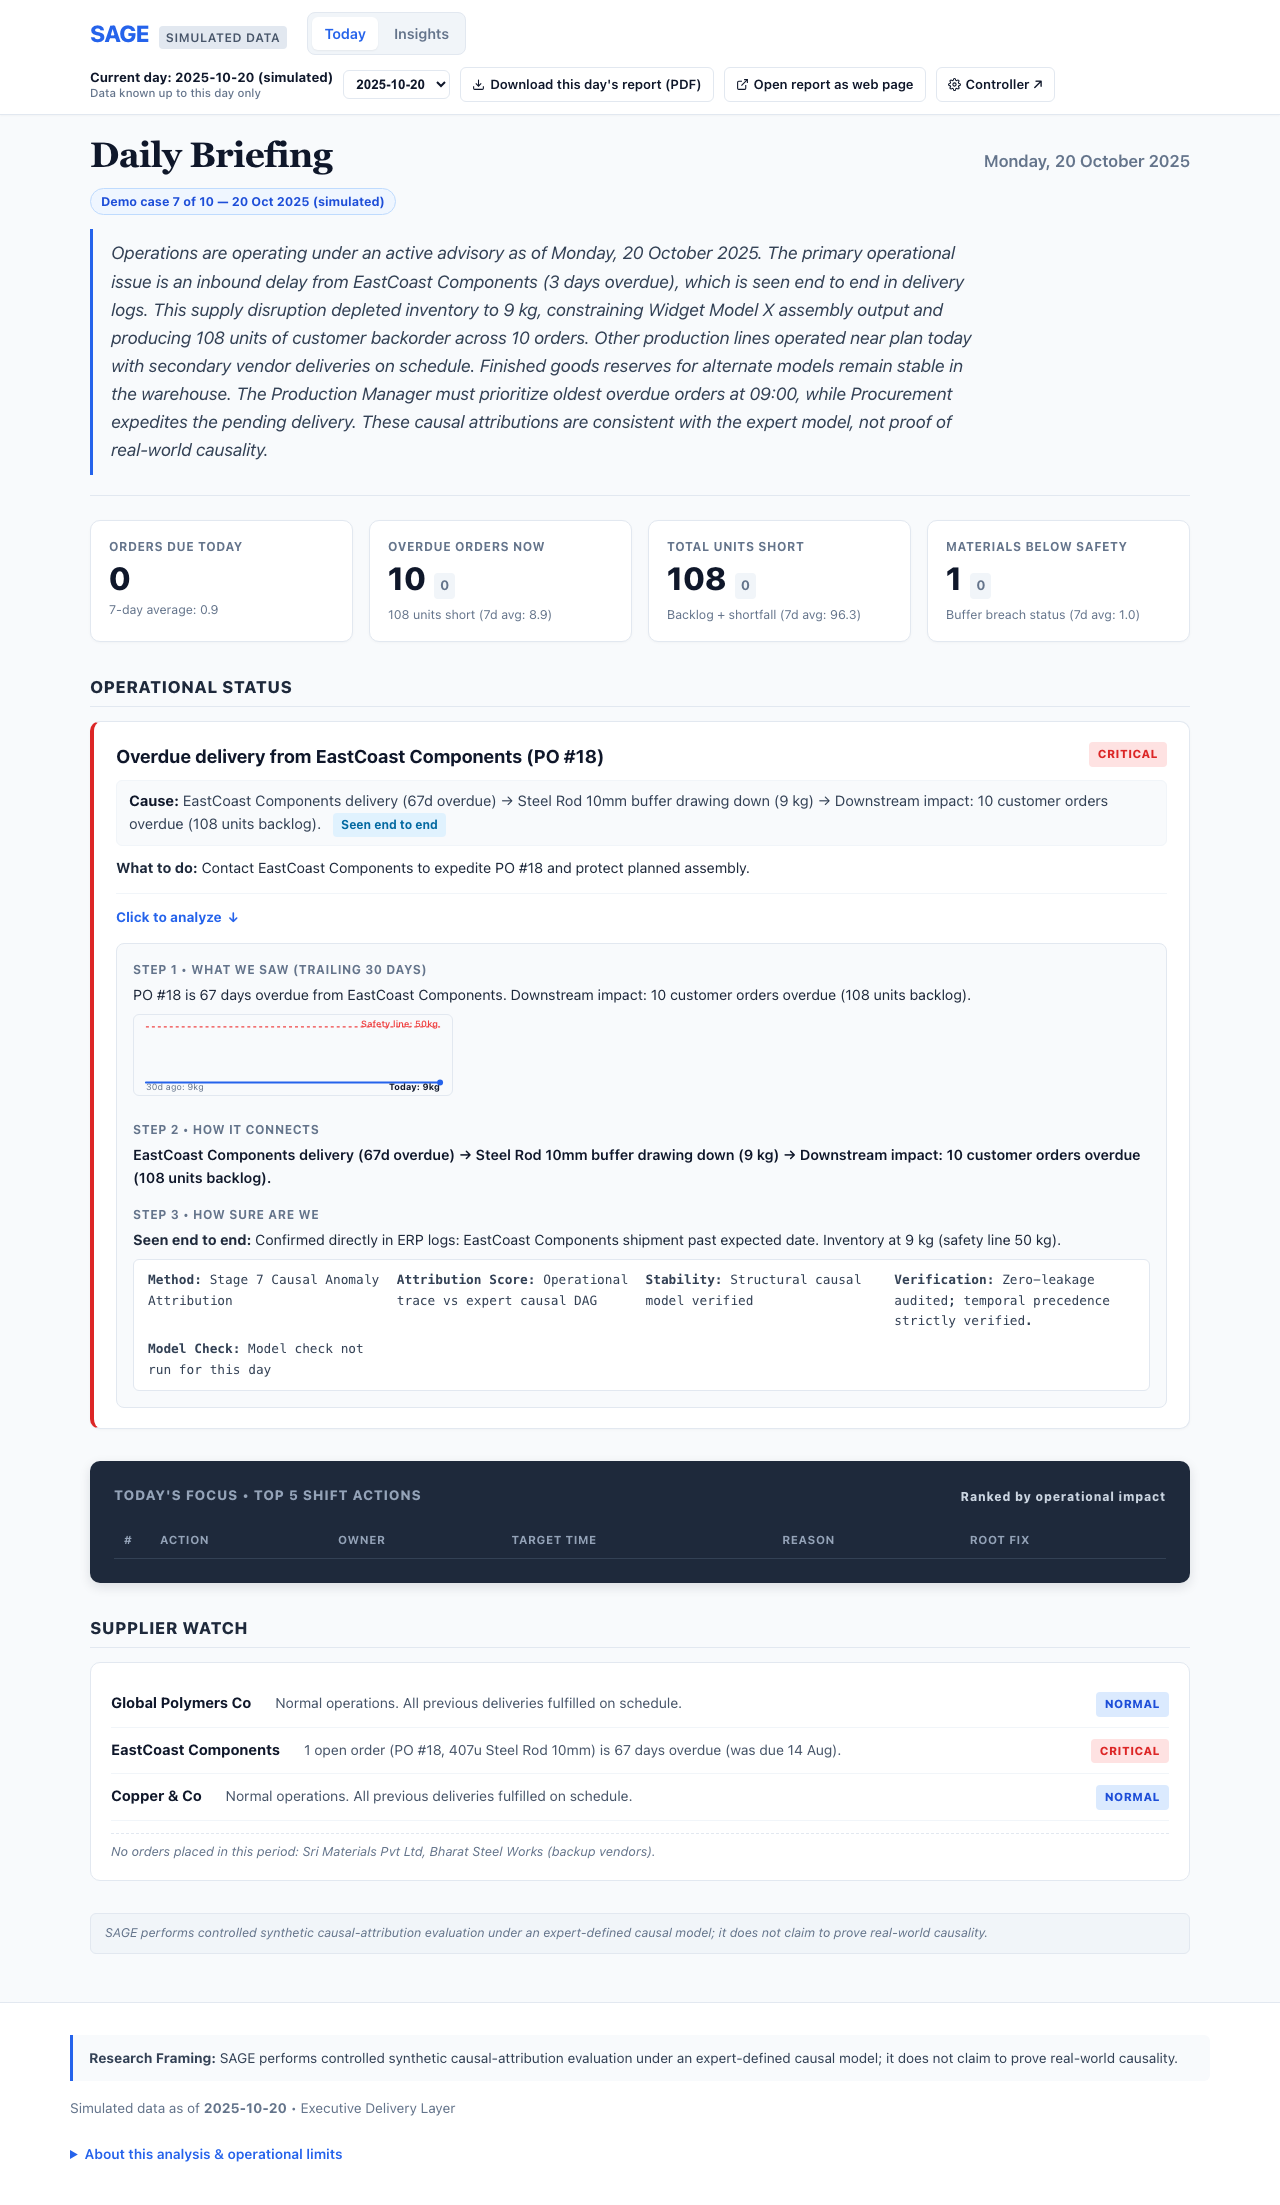 SAGE SIMULATED DATA Today Insights
Current day: 2025-10-20 (simulated)
Data known up to this day only
2025-10-20 Download this day's report (PDF) Open report as web page Controller ↗
Daily Briefing
Monday, 20 October 2025
Demo case 7 of 10 — 20 Oct 2025 (simulated)
Operations are operating under an active advisory as of Monday, 20 October 2025. The primary operational
issue is an inbound delay from EastCoast Components (3 days overdue), which is seen end to end in delivery
logs. This supply disruption depleted inventory to 9 kg, constraining Widget Model X assembly output and
producing 108 units of customer backorder across 10 orders. Other production lines operated near plan today
with secondary vendor deliveries on schedule. Finished goods reserves for alternate models remain stable in
the warehouse. The Production Manager must prioritize oldest overdue orders at 09:00, while Procurement
expedites the pending delivery. These causal attributions are consistent with the expert model, not proof of
real-world causality.
ORDERS DUE TODAY
0
7-day average: 0.9
OVERDUE ORDERS NOW
10 0
108 units short (7d avg: 8.9)
TOTAL UNITS SHORT
108 0
Backlog + shortfall (7d avg: 96.3)
MATERIALS BELOW SAFETY
1 0
Buffer breach status (7d avg: 1.0)
OPERATIONAL STATUS
Overdue delivery from EastCoast Components (PO #18)
CRITICAL
Cause: EastCoast Components delivery (67d overdue) → Steel Rod 10mm buffer drawing down (9 kg) → Downstream impact: 10 customer orders
overdue (108 units backlog). Seen end to end
What to do: Contact EastCoast Components to expedite PO #18 and protect planned assembly.
Click to analyze ↓
STEP 1 • WHAT WE SAW (TRAILING 30 DAYS)
PO #18 is 67 days overdue from EastCoast Components. Downstream impact: 10 customer orders overdue (108 units backlog).
Safety line: 50kg
30d ago: 9kg
Today: 9kg
STEP 2 • HOW IT CONNECTS
EastCoast Components delivery (67d overdue) → Steel Rod 10mm buffer drawing down (9 kg) → Downstream impact: 10 customer orders overdue
(108 units backlog).
STEP 3 • HOW SURE ARE WE
Seen end to end: Confirmed directly in ERP logs: EastCoast Components shipment past expected date. Inventory at 9 kg (safety line 50 kg).
Method: Stage 7 Causal Anomaly
Attribution
Attribution Score: Operational
trace vs expert causal DAG
Stability: Structural causal
model verified
Verification: Zero-leakage
audited; temporal precedence
strictly verified.
Model Check: Model check not
run for this day
TODAY'S FOCUS • TOP 5 SHIFT ACTIONS
Ranked by operational impact
# ACTION OWNER TARGET TIME REASON ROOT FIX
SUPPLIER WATCH
Global Polymers Co Normal operations. All previous deliveries fulfilled on schedule. NORMAL
EastCoast Components 1 open order (PO #18, 407u Steel Rod 10mm) is 67 days overdue (was due 14 Aug). CRITICAL
Copper & Co Normal operations. All previous deliveries fulfilled on schedule. NORMAL
No orders placed in this period: Sri Materials Pvt Ltd, Bharat Steel Works (backup vendors).
SAGE performs controlled synthetic causal-attribution evaluation under an expert-defined causal model; it does not claim to prove real-world causality.
Research Framing: SAGE performs controlled synthetic causal-attribution evaluation under an expert-defined causal model; it does not claim to prove real-world causality.
Simulated data as of 2025-10-20 • Executive Delivery Layer
▶ About this analysis & operational limits